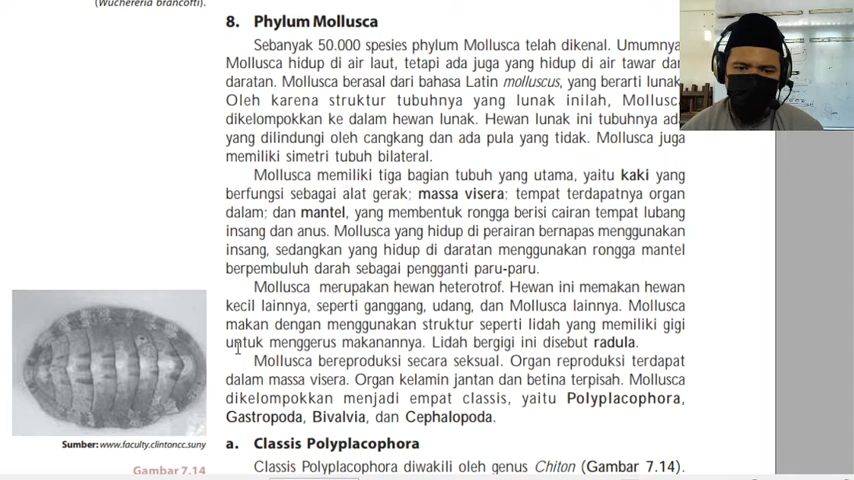 (Wuchereria brancofti).
8. Phylum Mollusca
Sebanyak 50.000 spesies phylum Mollusca telah dikenal. Umumnya
Mollusca hidup di air laut, tetapi ada juga yang hidup di air tawar dan
daratan. Mollusca berasal dari bahasa Latin molluscus, yang berarti lunak.
Oleh karena struktur tubuhnya yang lunak inilah, Mollusca
dikelompokkan ke dalam hewan lunak. Hewan lunak ini tubuhnya ada
yang dilindungi oleh cangkang dan ada pula yang tidak. Mollusca juga
memiliki simetri tubuh bilateral.
Mollusca memiliki tiga bagian tubuh yang utama, yaitu kaki yang
berfungsi sebagai alat gerak; massa visera; tempat terdapatnya organ
dalam; dan mantel, yang membentuk rongga berisi cairan tempat lubang
insang dan anus. Mollusca yang hidup di perairan bernapas menggunakan
insang, sedangkan yang hidup di daratan menggunakan rongga mantel
berpembuluh darah sebagai pengganti paru-paru.
Mollusca merupakan hewan heterotrof. Hewan ini memakan hewan
kecil lainnya, seperti ganggang, udang, dan Mollusca lainnya. Mollusca
makan dengan menggunakan struktur seperti lidah yang memiliki gigi
untuk menggerus makanannya. Lidah bergigi ini disebut radula.
Mollusca bereproduksi secara seksual. Organ reproduksi terdapat
dalam massa visera. Organ kelamin jantan dan betina terpisah. Mollusca
dikelompokkan menjadi empat classis, yaitu Polyplacophora,
Gastropoda, Bivalvia, dan Cephalopoda.
Sumber: www.faculty.clintoncc.suny
Gambar 7.14
a. Classis Polyplacophora
Classis Polyplacophora diwakili oleh genus Chiton (Gambar 7.14).